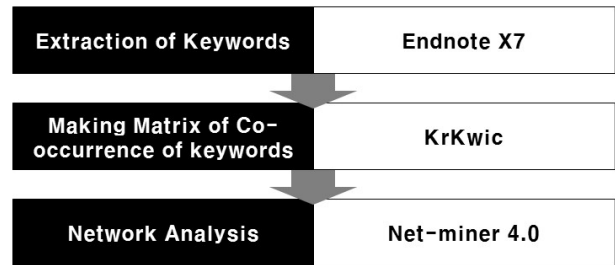 Extraction of Keywords
Endnote X7
Making Matrix of Co-
occurrence of keywords
KrKwic
Network Analysis
Net-miner 4.0